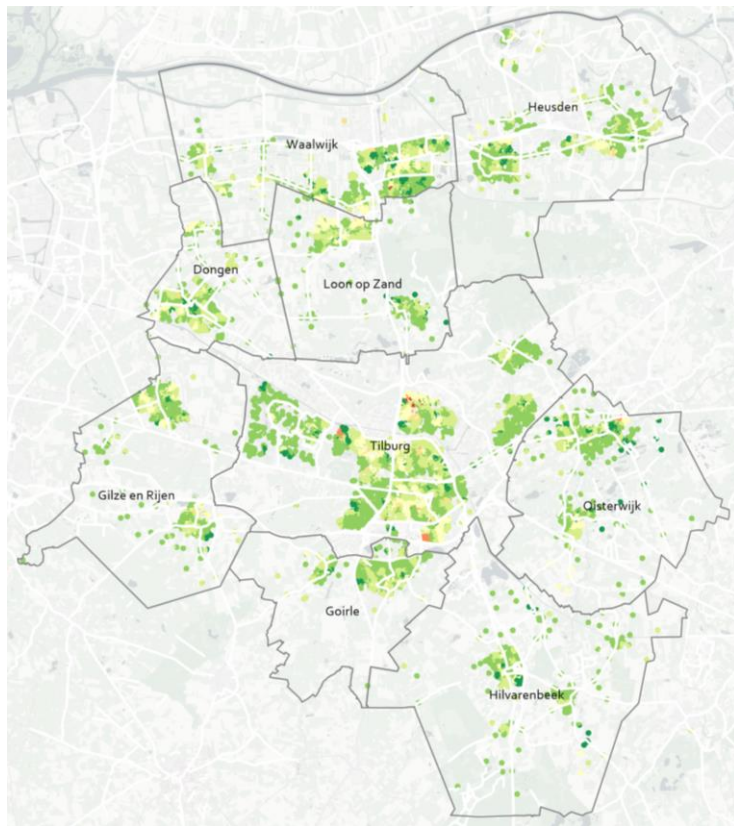 Heusden
Waalwijk
Dongen
Loon op Zand
Tilburg
Gilze en Rijen
Oisterwijk
Goirle
Hilvarenbeek